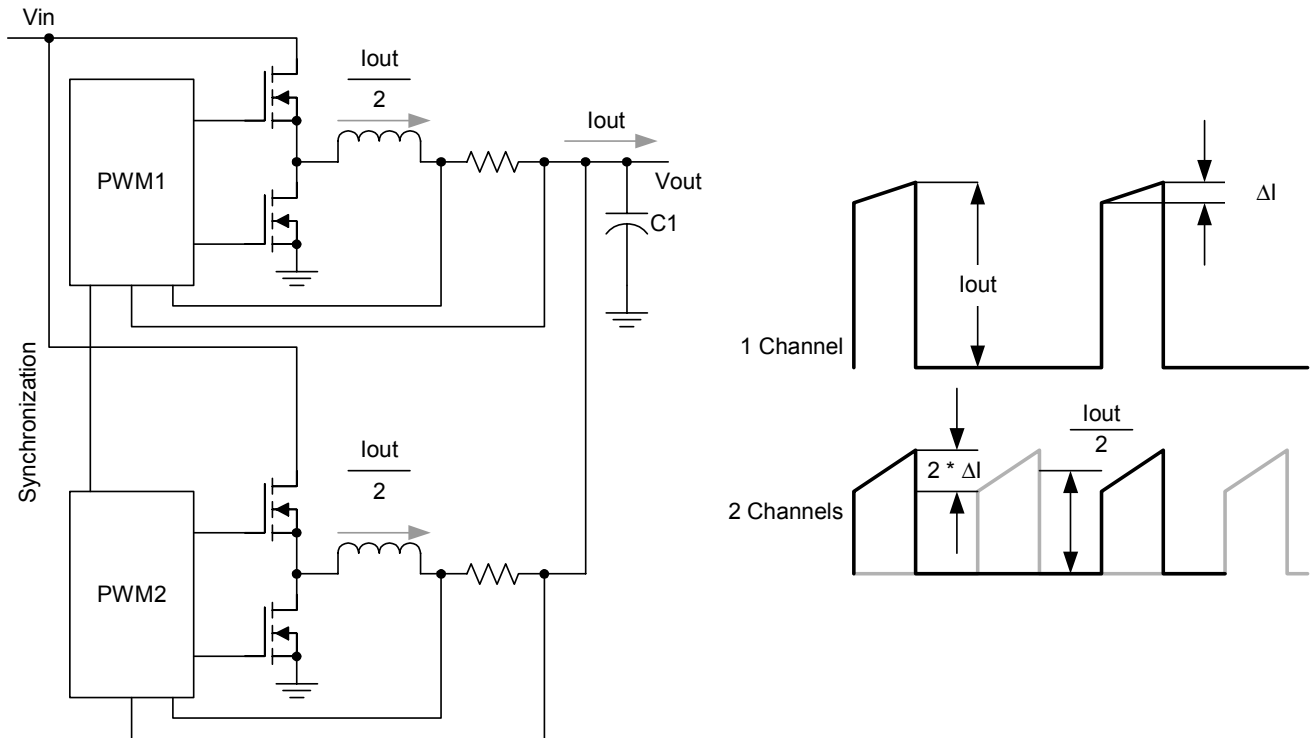 Vin
Iout
2
Iout
PWM1
Vout
C1
Synchronization
Iout
2
PWM2
ΔI
Iout
1 Channel
Iout
2
2 * ΔI
2 Channels